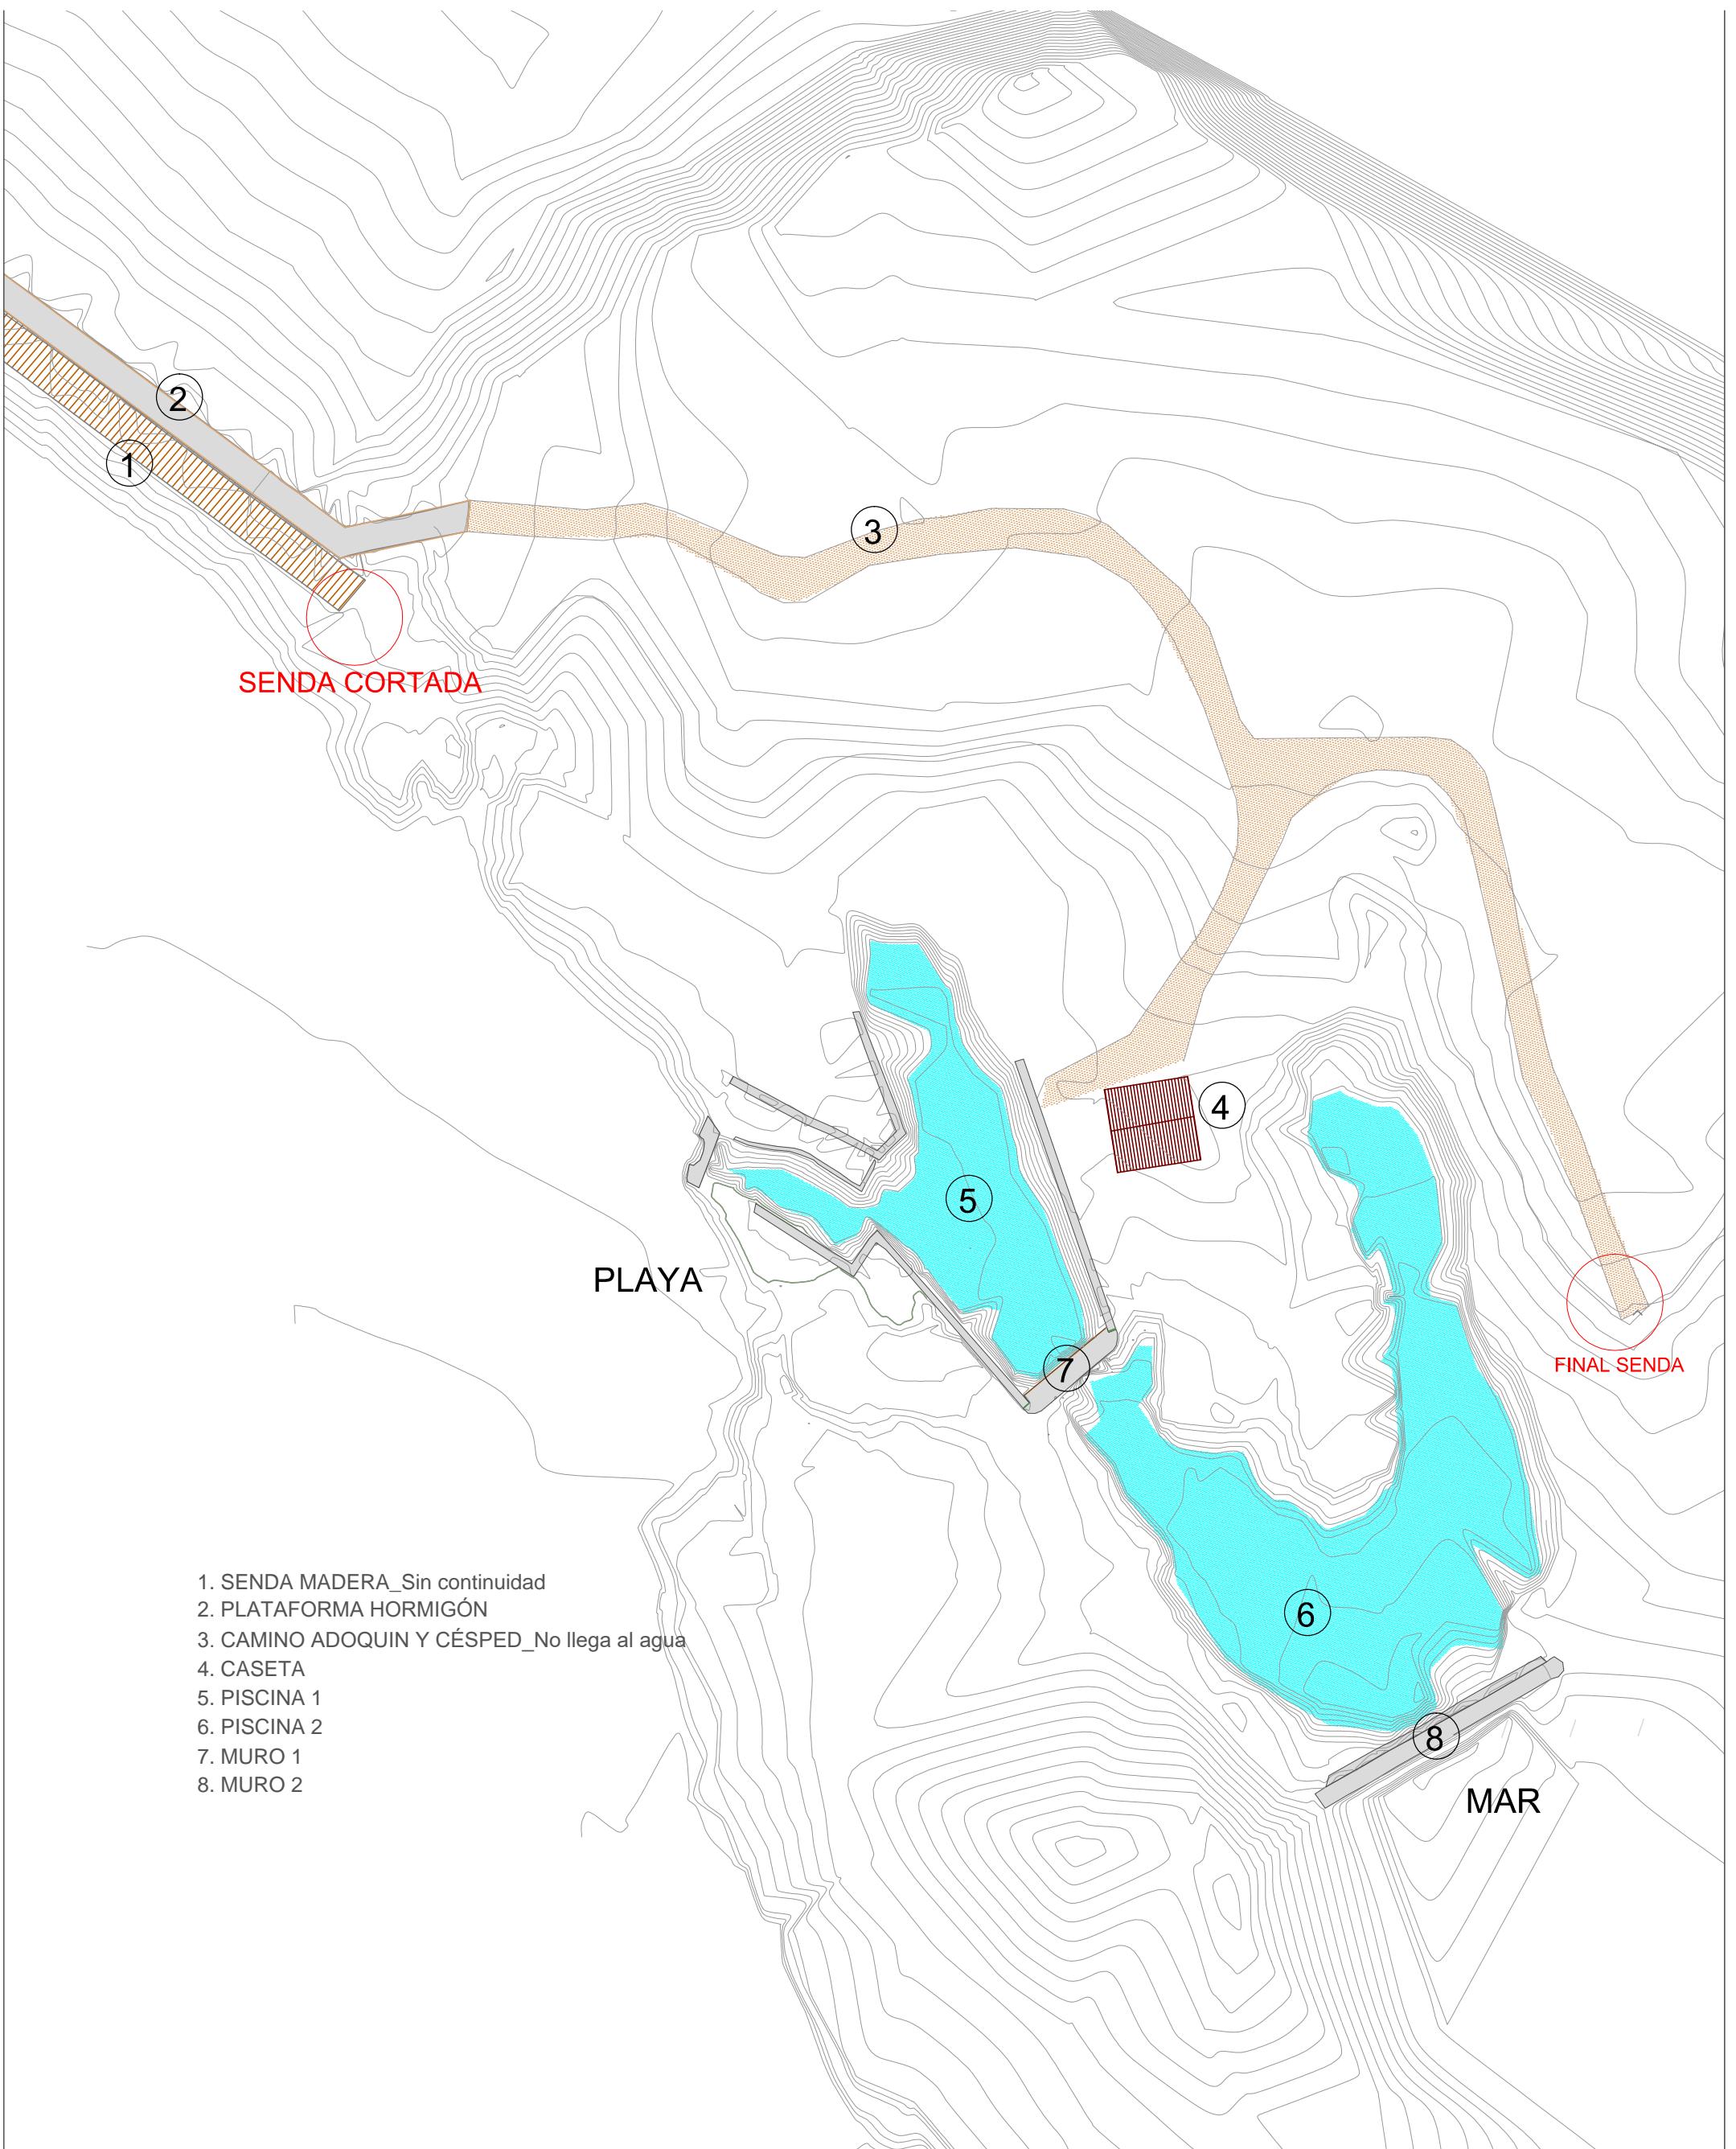 2
1
3
SENDA CORTADA
4
5
PLAYA
7
FINAL SENDA
1. SENDA MADERA_Sin continuidad
2. PLATAFORMA HORMIGÓN
3. CAMINO ADOQUIN Y CÉSPED_No llega al agua
4. CASETA
5. PISCINA 1
6. PISCINA 2
7. MURO 1
8. MURO 2
6
8
MAR